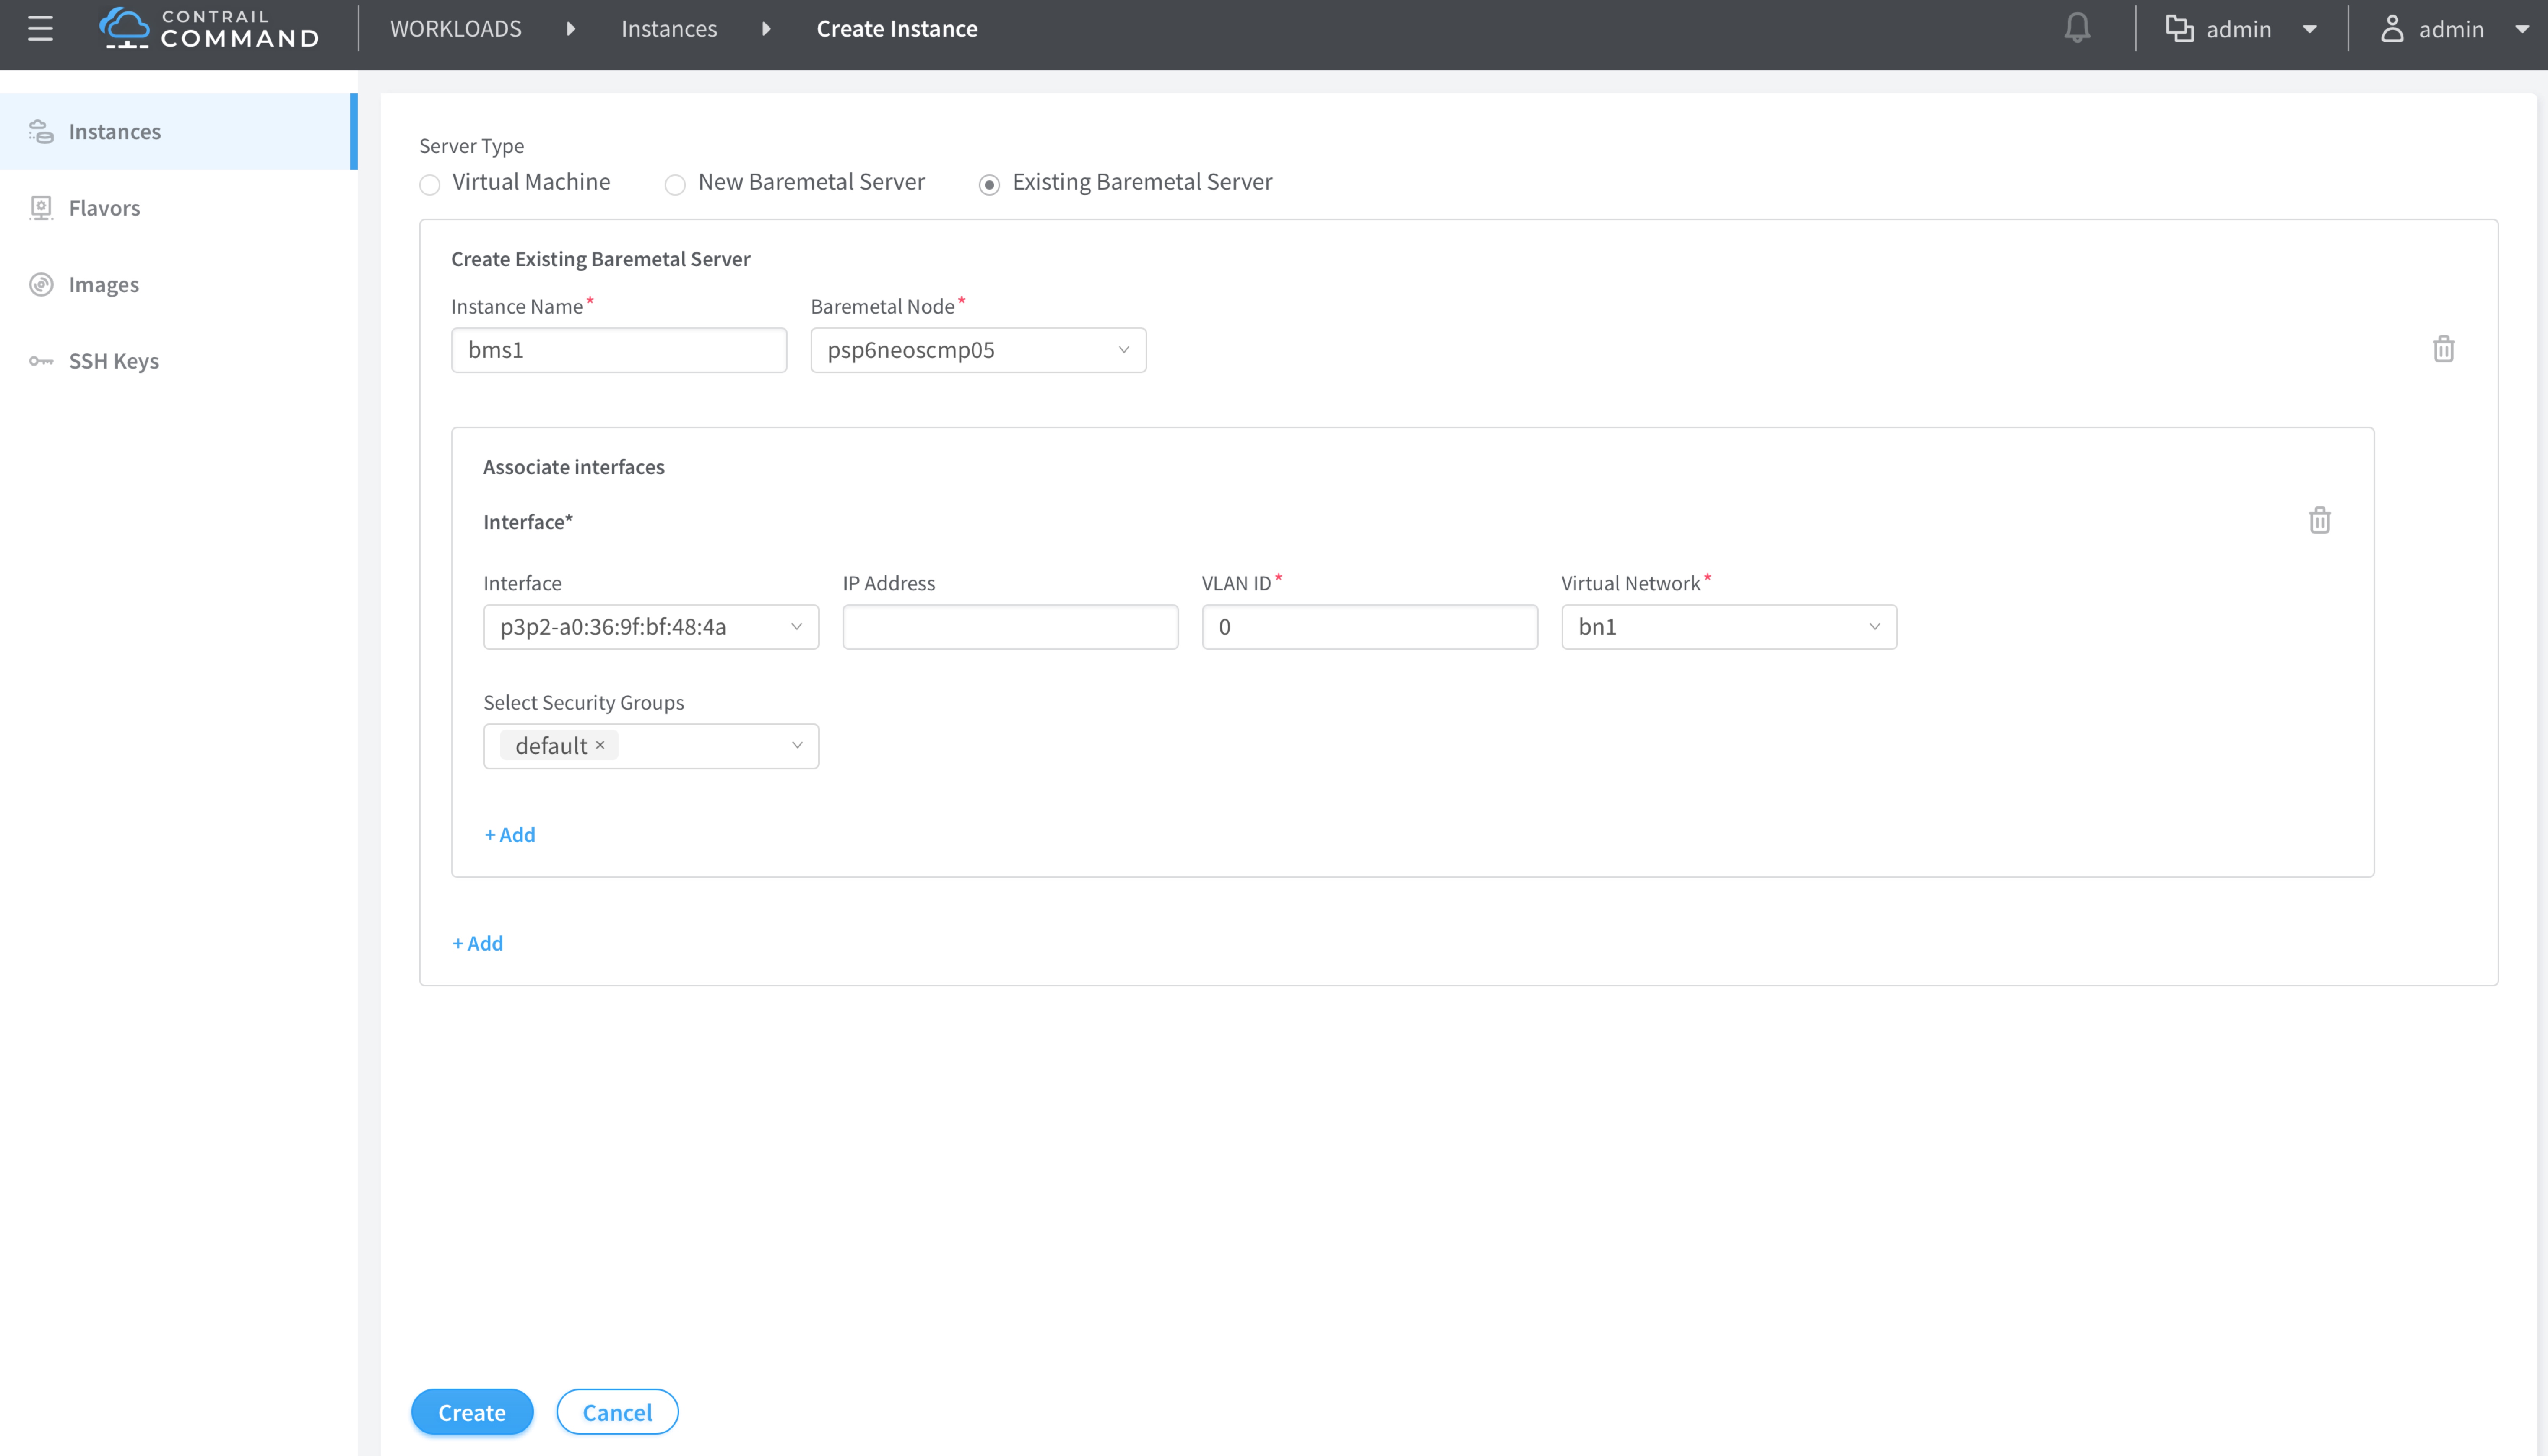 CONTRAIL
COMMAND
WORKLOADS Instances Create Instance admin admin
Instances
Flavors
Images
SSH Keys
Server Type
Virtual Machine New Baremetal Server Existing Baremetal Server
Create Existing Baremetal Server
Instance Name* Baremetal Node*
bms1 psp6neoscmp05
Associate interfaces
Interface*
Interface IP Address VLAN ID* Virtual Network*
p3p2-a0:36:9f:bf:48:4a 0 bn1
Select Security Groups
default ×
+ Add
+ Add
Create Cancel